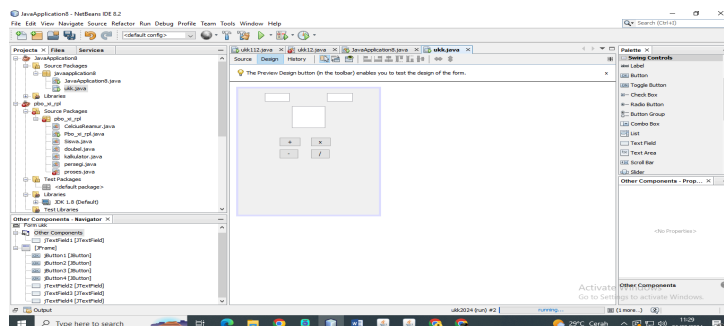 JavaApplication8 - NetBeans IDE 8.2
File Edit View Navigate Source Refactor Run Debug Profile Team Tools Window Help
Search (Ctrl+I)
<default config>
Projects Files Services
JavaApplication8
Source Packages
javaapplication8
JavaApplication8.java
ukk.java
Libraries
pbo_xi_rpl
Source Packages
pbo_xi_rpl
CelciusReamur.java
Pbo_xi_rpl.java
Siswa.java
doubel.java
kalkulator.java
persegi.java
proses.java
Test Packages
<default package>
Libraries
JDK 1.8 (Default)
Test Libraries
Other Components - Navigator
Form ukk
Other Components
jTextField1 [JTextField]
[JFrame]
jButton1 [JButton]
jButton2 [JButton]
jButton3 [JButton]
jButton4 [JButton]
jTextField2 [JTextField]
jTextField3 [JTextField]
jTextField4 [JTextField]
Output
ukk112.java ukk12.java JavaApplication8.java ukk.java
Source Design History
The Preview Design button (in the toolbar) enables you to test the design of the form.
+ ×
- /
Palette
Swing Controls
Label
Button
Toggle Button
Check Box
Radio Button
Button Group
Combo Box
List
Text Field
Text Area
Scroll Bar
Slider
Other Components - Prop...
<No Properties>
Other Components
Activate Windows
Go to Settings to activate Windows.
ukk2024 (run) #2 running... (1 more...)
Type here to search
29°C Cerah
11:29